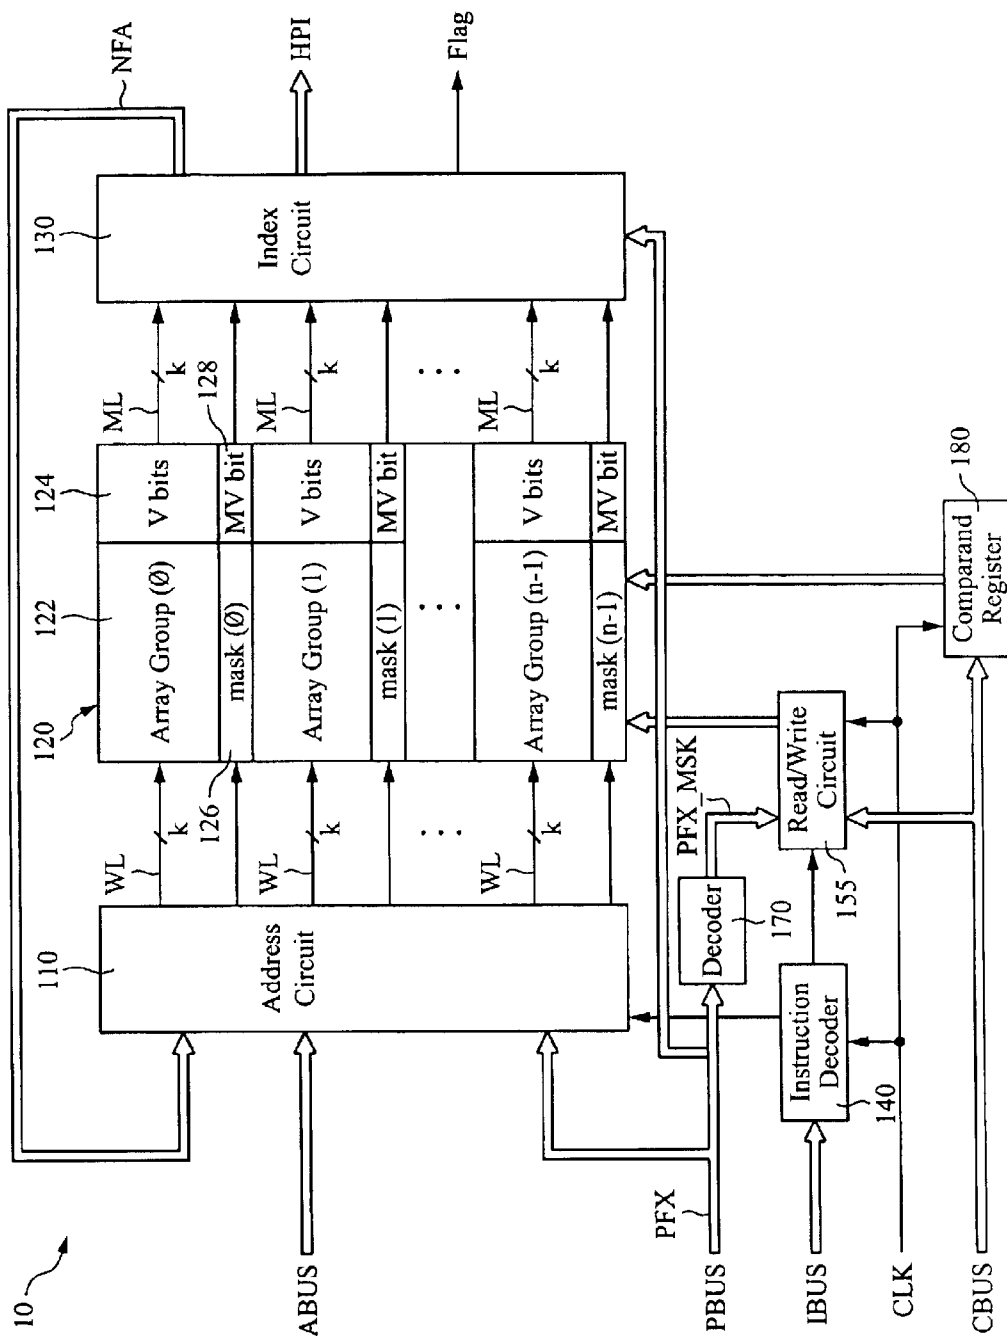 10
NFA
HPI
Flag
130
Index
Circuit
ML
k
ML
k
. . .
ML
k
128
124
122
120
126
V bits
MV bit
V bits
MV bit
V bits
MV bit
Array Group (Ø)
mask (Ø)
Array Group (1)
mask (1)
. . .
Array Group (n-1)
mask (n-1)
WL
k
WL
k
. . .
WL
k
110
Address
Circuit
ABUS
PBUS
PFX
Decoder
170
PFX_MSK
IBUS
Instruction
Decoder
140
Read/Write
Circuit
155
CLK
CBUS
Comparand
Register
180